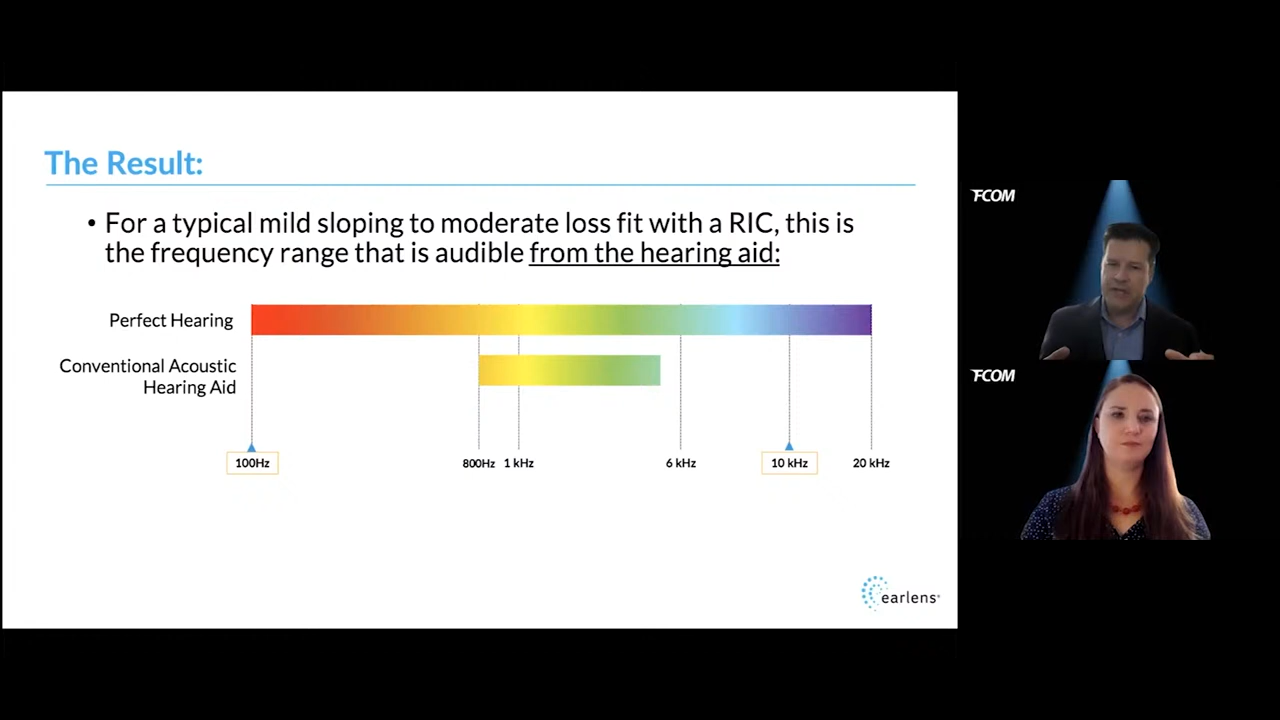 The Result:
• For a typical mild sloping to moderate loss fit with a RIC, this is
the frequency range that is audible from the hearing aid:
Perfect Hearing
Conventional Acoustic
Hearing Aid
100Hz
800Hz
1 kHz
6 kHz
10 kHz
20 kHz
earlens
FCOM
FCOM